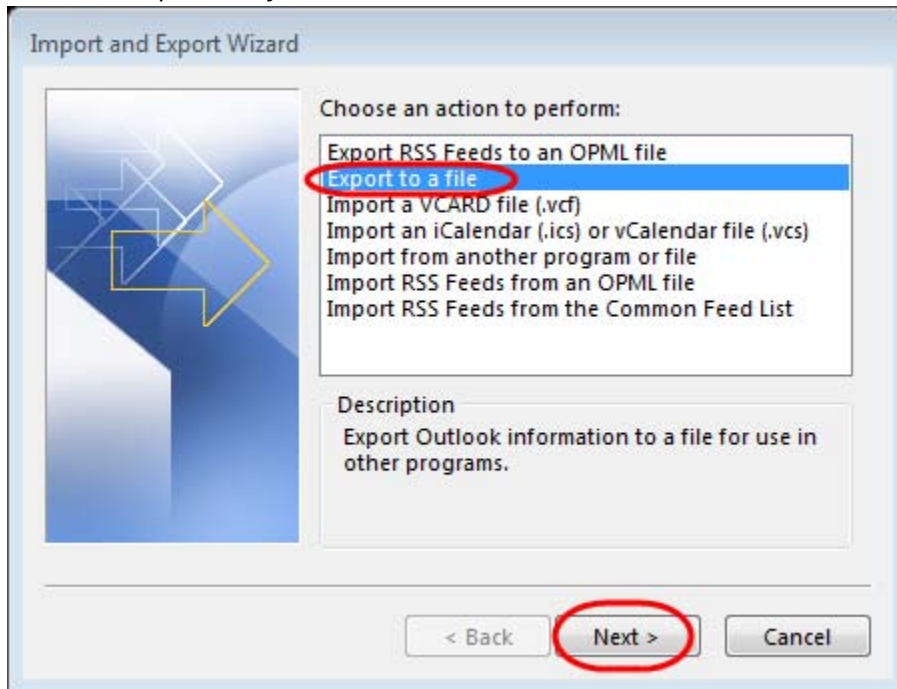 Import and Export Wizard
Choose an action to perform:
Export RSS Feeds to an OPML file
Export to a file
Import a VCARD file (.vcf)
Import an iCalendar (.ics) or vCalendar file (.vcs)
Import from another program or file
Import RSS Feeds from an OPML file
Import RSS Feeds from the Common Feed List
Description
Export Outlook information to a file for use in
other programs.
< Back
Next >
Cancel